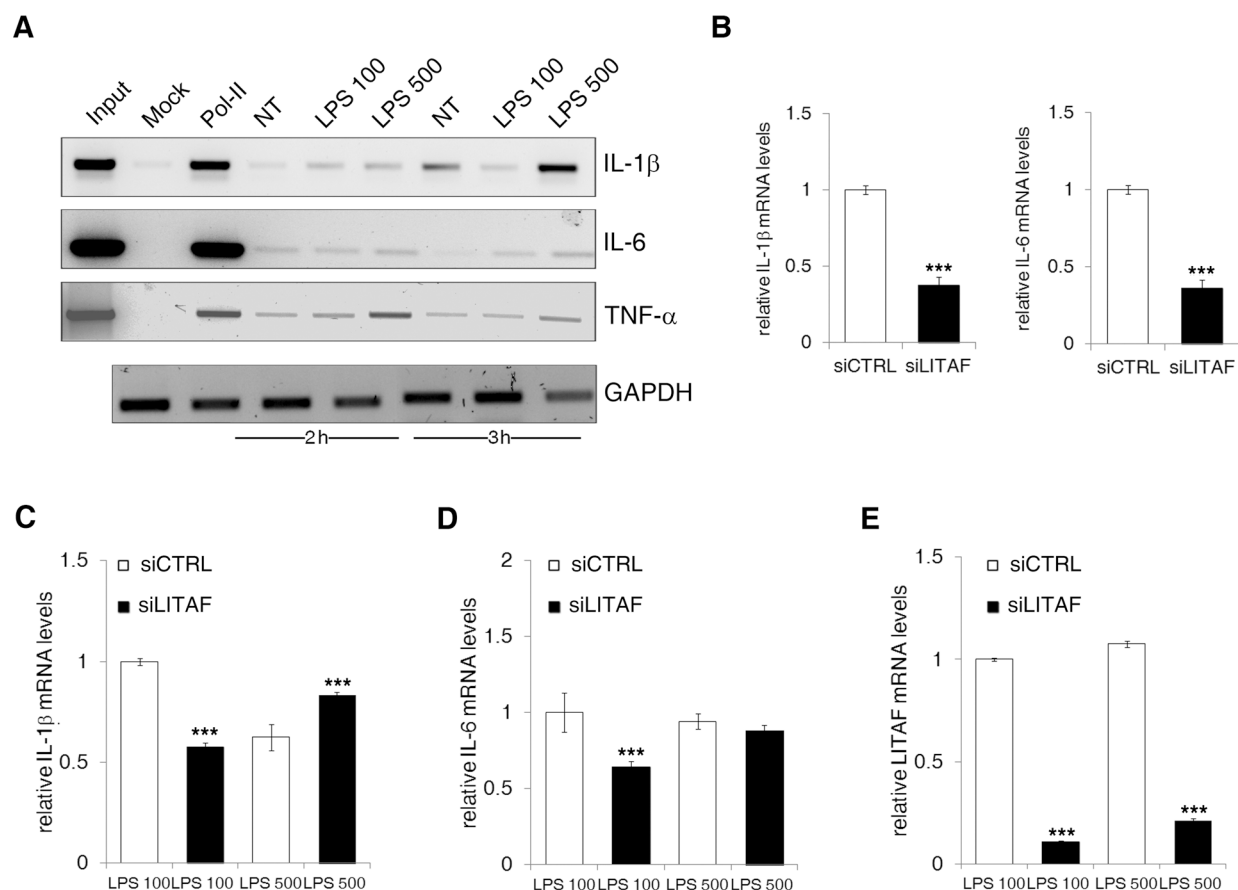 A
Input Mock Pol-II NT LPS 100 LPS 500 NT LPS 100 LPS 500
IL-1β
IL-6
TNF-α
GAPDH
2h 3h
B
relative IL-1β mRNA levels
1.5
1
0.5
0
***
siCTRL siLITAF
relative IL-6 mRNA levels
1.5
1
0.5
0
***
siCTRL siLITAF
C
relative IL-1β mRNA levels
1.5
1
0.5
0
siCTRL
siLITAF
***
***
LPS 100 LPS 100 LPS 500 LPS 500
D
relative IL-6 mRNA levels
2
1.5
1
0.5
0
siCTRL
siLITAF
***
LPS 100 LPS 100 LPS 500 LPS 500
E
relative LITAF mRNA levels
1.5
1
0.5
0
siCTRL
siLITAF
***
***
LPS 100 LPS 100 LPS 500 LPS 500